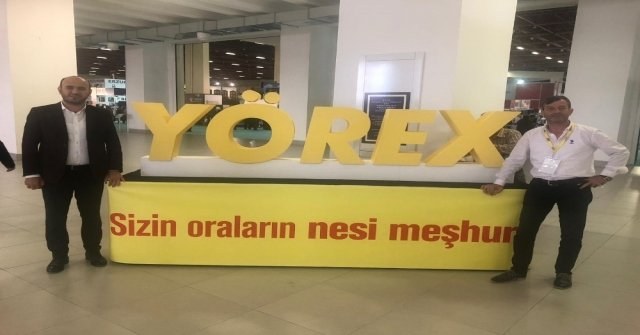 YÖREX
Sizin oraların nesi meşhur